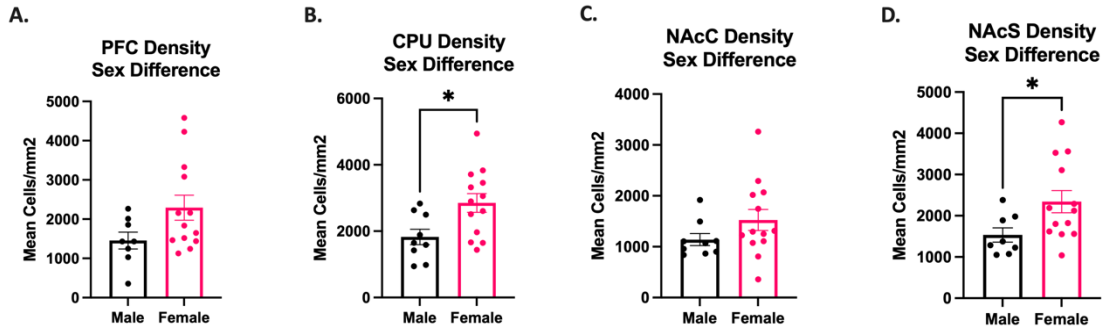 A.
PFC Density
Sex Difference
Mean Cells/mm2
5000
4000
3000
2000
1000
0
Male Female
B.
CPU Density
Sex Difference
*
Mean Cells/mm2
6000
4000
2000
0
Male Female
C.
NAcC Density
Sex Difference
Mean Cells/mm2
4000
3000
2000
1000
0
Male Female
D.
NAcS Density
Sex Difference
*
Mean Cells/mm2
5000
4000
3000
2000
1000
0
Male Female